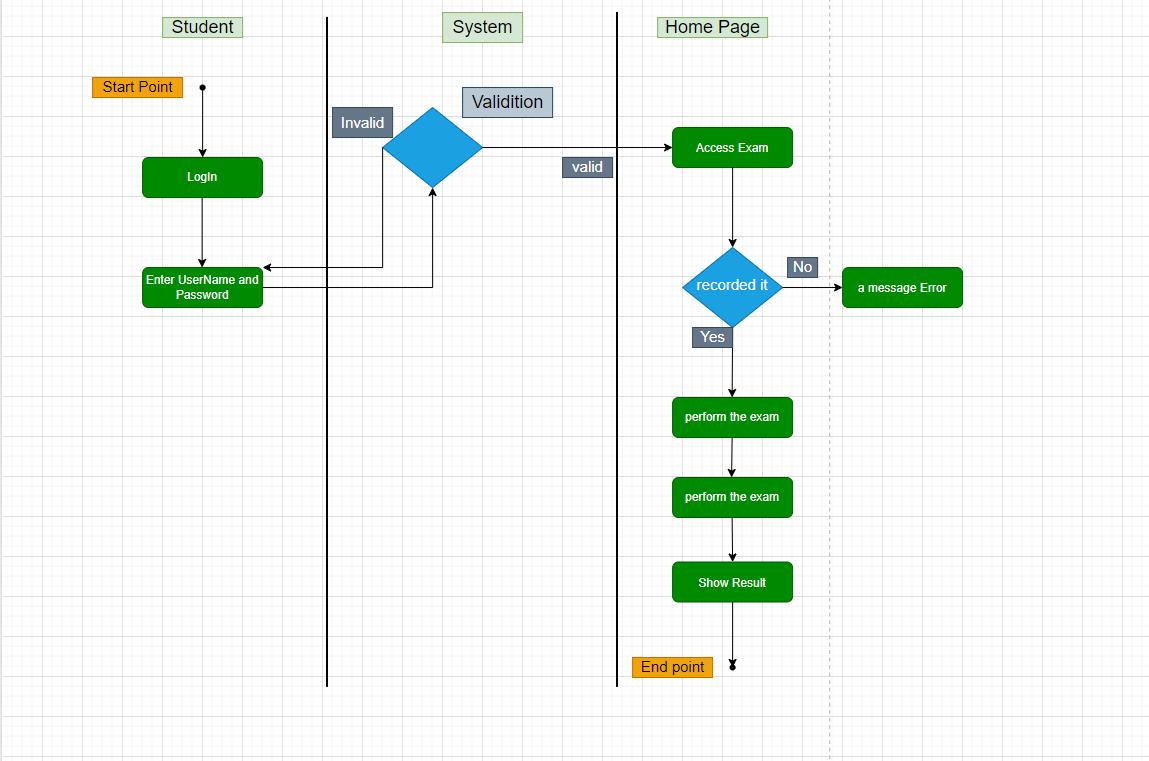 Student
System
Home Page
Start Point
Validition
Invalid
valid
Access Exam
LogIn
Enter UserName and
Password
recorded it
No
a message Error
Yes
perform the exam
perform the exam
Show Result
End point